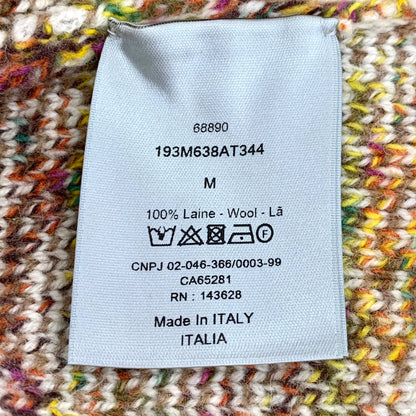 68890
193M638AT344
M
100% Laine - Wool - Lã
F
CNPJ 02-046-366/0003-99
CA65281
RN : 143628
Made In ITALY
ITALIA